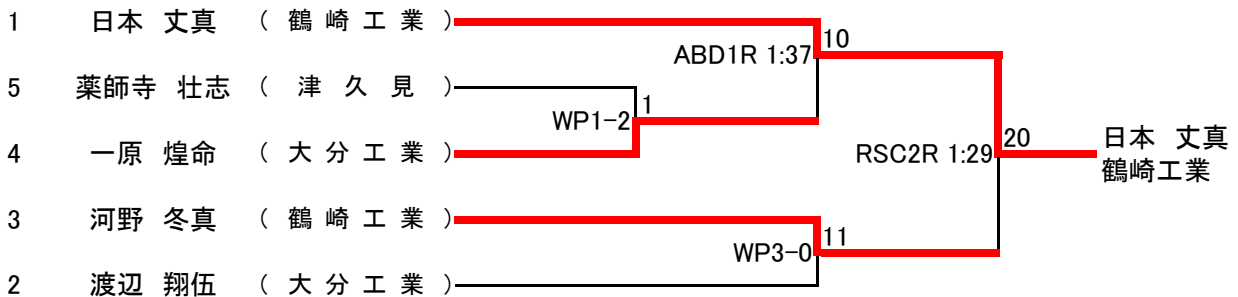 1 日本 丈真 (鶴崎工業)
ABD1R 1:37
10
5 薬師寺 壮志 (津久見)
WP1-2
1
4 一原 煌命 (大分工業)
RSC2R 1:29
20
日本 丈真
鶴崎工業
3 河野 冬真 (鶴崎工業)
WP3-0
11
2 渡辺 翔伍 (大分工業)